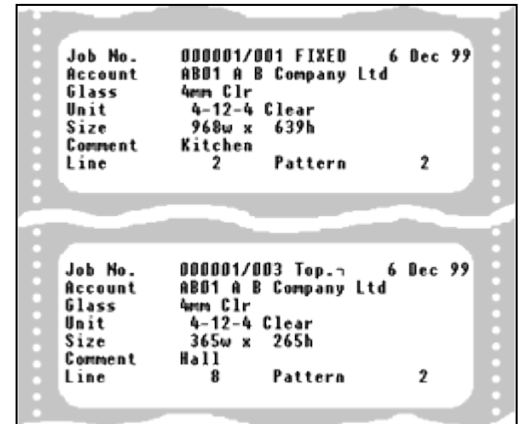 Job No. 000001/001 FIXED 6 Dec 99
Account AB01 A B Company Ltd
Glass 4mm Clr
Unit 4-12-4 Clear
Size 968w x 639h
Comment Kitchen
Line 2 Pattern 2
Job No. 000001/003 Top.¬ 6 Dec 99
Account AB01 A B Company Ltd
Glass 4mm Clr
Unit 4-12-4 Clear
Size 365w x 265h
Comment Hall
Line 8 Pattern 2